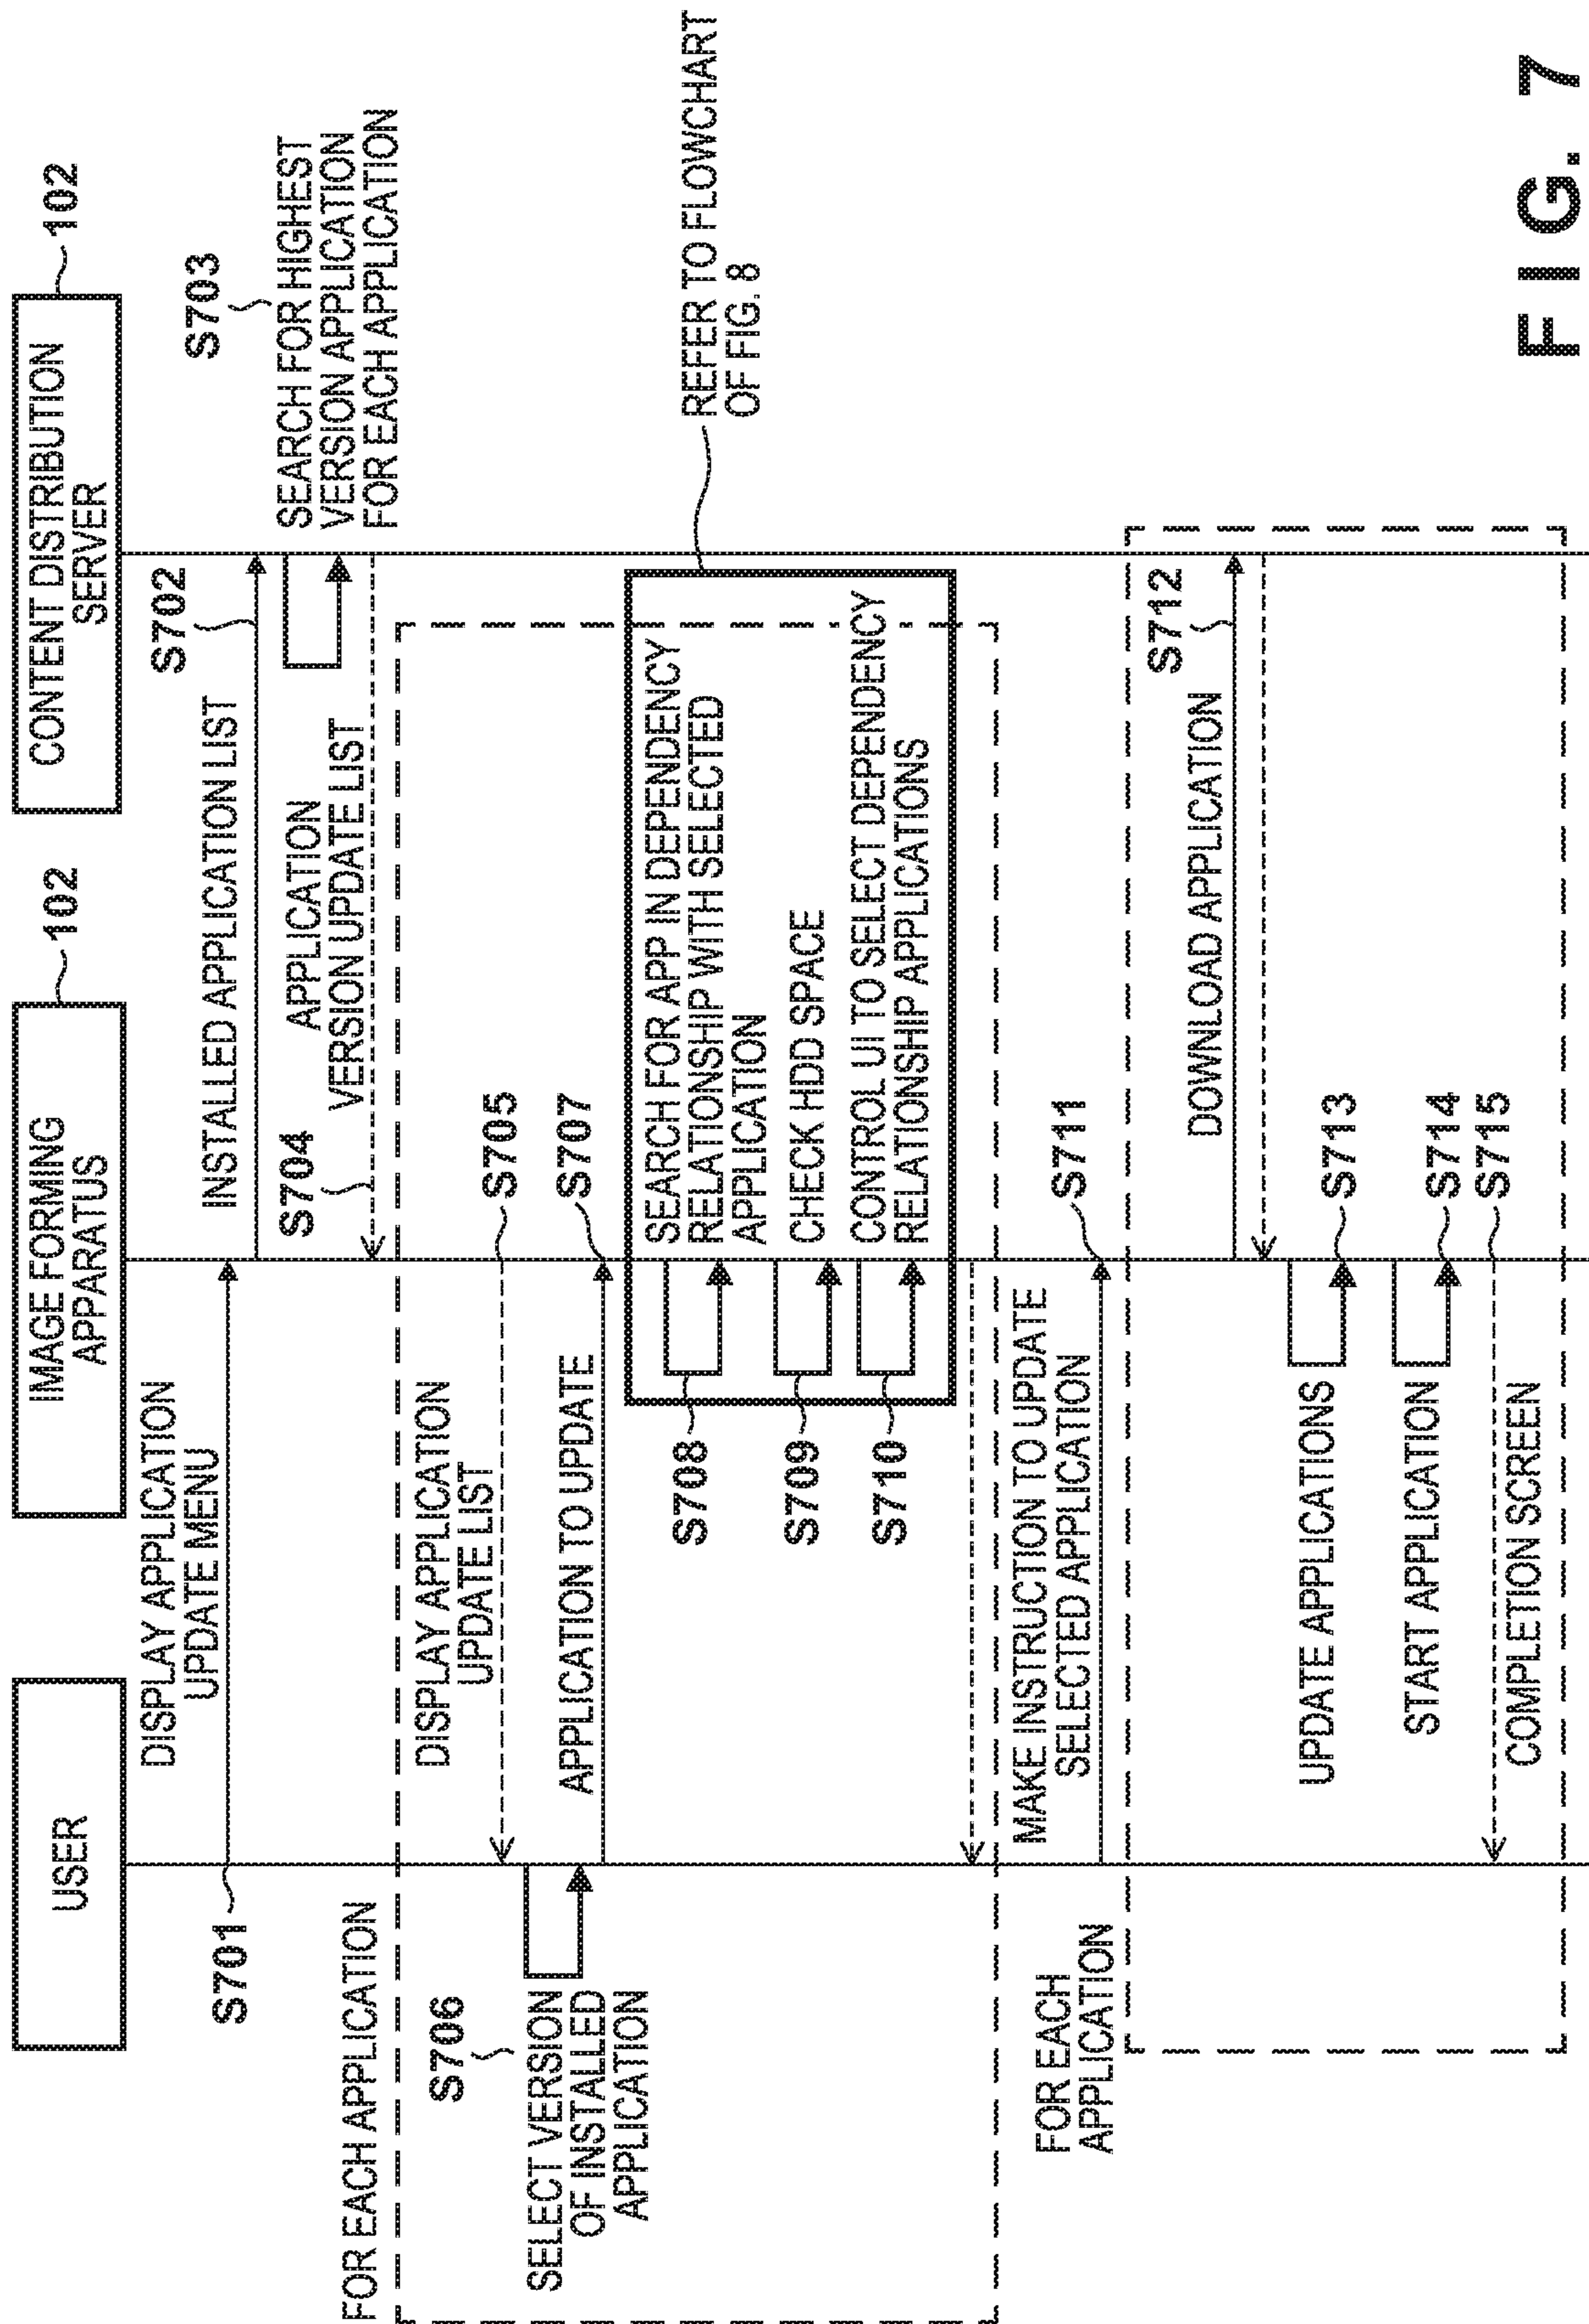 USER
IMAGE FORMING
APPARATUS
102
CONTENT DISTRIBUTION
SERVER
102
DISPLAY APPLICATION
UPDATE MENU
S701
INSTALLED APPLICATION LIST
S702
S703
SEARCH FOR HIGHEST
VERSION APPLICATION
FOR EACH APPLICATION
S704
APPLICATION
VERSION UPDATE LIST
FOR EACH APPLICATION
DISPLAY APPLICATION
UPDATE LIST
S705
S706
SELECT VERSION
OF INSTALLED
APPLICATION
APPLICATION TO UPDATE
S707
S708
SEARCH FOR APP IN DEPENDENCY
RELATIONSHIP WITH SELECTED
APPLICATION
REFER TO FLOWCHART
OF FIG. 8
S709
CHECK HDD SPACE
S710
CONTROL UI TO SELECT DEPENDENCY
RELATIONSHIP APPLICATIONS
MAKE INSTRUCTION TO UPDATE
SELECTED APPLICATION
S711
FOR EACH
APPLICATION
DOWNLOAD APPLICATION
S712
UPDATE APPLICATIONS
S713
START APPLICATION
S714
S715
COMPLETION SCREEN
FIG. 7